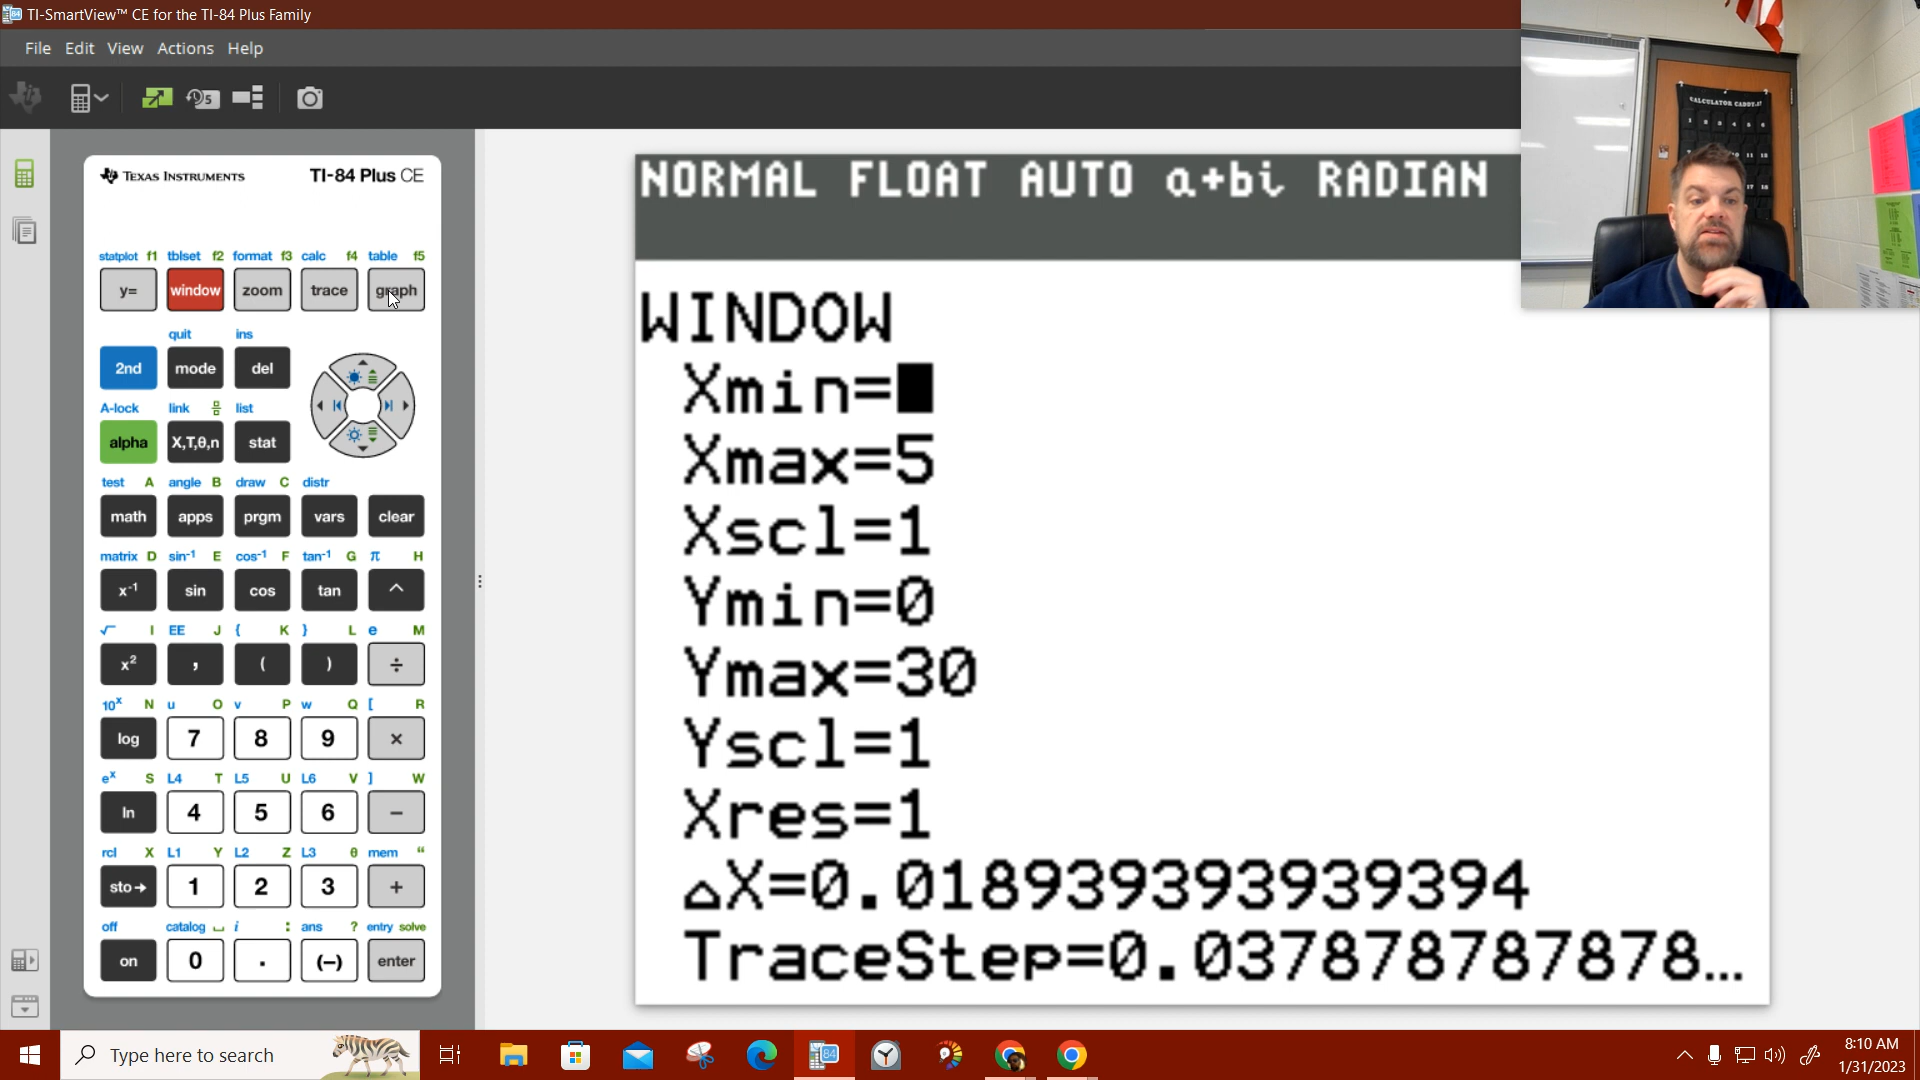 TI-SmartView™ CE for the TI-84 Plus Family
File Edit View Actions Help
TEXAS INSTRUMENTS TI-84 Plus CE
statplot f1 tblset f2 format f3 calc f4 table f5
y= window zoom trace graph
quit ins
2nd mode del
A-lock link list
alpha X,T,θ,n stat
test A angle B draw C distr
math apps prgm vars clear
matrix D sin⁻¹ E cos⁻¹ F tan⁻¹ G π H
x⁻¹ sin cos tan ^
√ I EE J { K } L e M
x² , ( ) ÷
10ˣ N u O v P w Q [ R
log 7 8 9 ×
eˣ S L4 T L5 U L6 V ] W
ln 4 5 6 −
rcl X L1 Y L2 Z L3 θ mem "
sto→ 1 2 3 +
off catalog i : ans ? entry solve
on 0 . (−) enter
NORMAL FLOAT AUTO a+bi RADIAN
WINDOW
Xmin=
Xmax=5
Xscl=1
Ymin=0
Ymax=30
Yscl=1
Xres=1
△X=0.01893939393939394
TraceStep=0.037878787878...
CALCULATOR CADDY
Type here to search
84
8:10 AM
1/31/2023